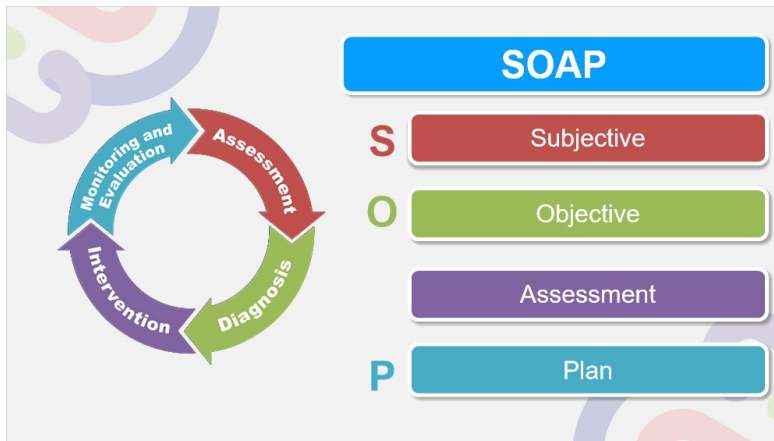 SOAP
Monitoring and
Evaluation
Assessment
Diagnosis
Intervention
S
Subjective
O
Objective
Assessment
P
Plan